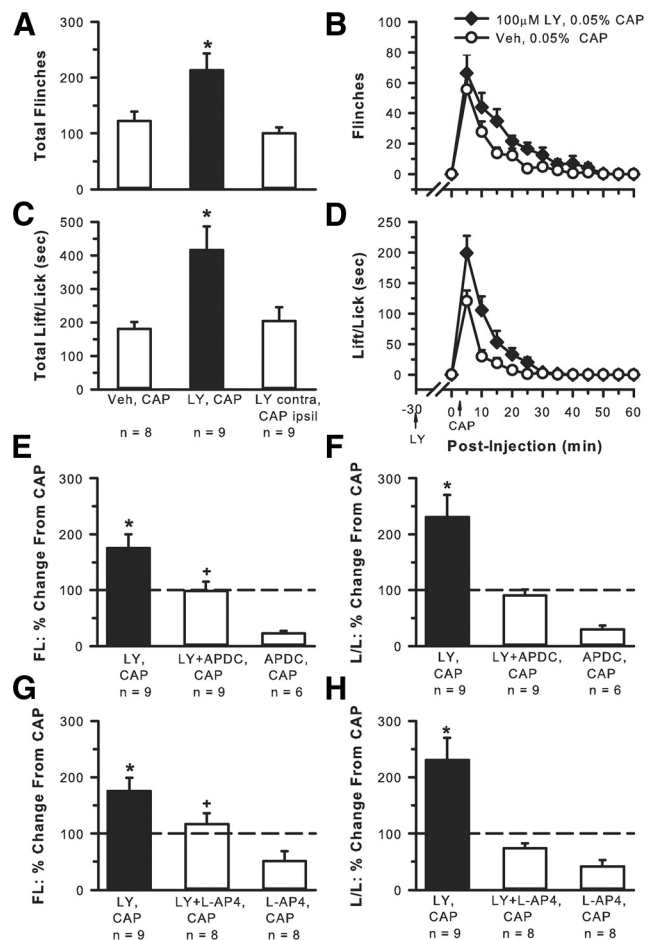 A
Total Flinches
300
200
100
0
*
B
100μM LY, 0.05% CAP
Veh, 0.05% CAP
Flinches
100
80
60
40
20
0
C
Total Lift/Lick (sec)
500
400
300
200
100
0
*
Veh, CAP
n = 8
LY, CAP
n = 9
LY contra,
CAP ipsil
n = 9
D
Lift/Lick (sec)
250
200
150
100
50
0
-30 0 10 20 30 40 50 60
LY
CAP
Post-Injection (min)
E
FL: % Change From CAP
300
200
100
0
*
+
LY,
CAP
n = 9
LY+APDC,
CAP
n = 9
APDC,
CAP
n = 6
F
L/L: % Change From CAP
300
200
100
0
*
LY,
CAP
n = 9
LY+APDC,
CAP
n = 9
APDC,
CAP
n = 6
G
FL: % Change From CAP
300
200
100
0
*
+
LY,
CAP
n = 9
LY+L-AP4,
CAP
n = 8
L-AP4,
CAP
n = 8
H
L/L: % Change From CAP
300
200
100
0
*
LY,
CAP
n = 9
LY+L-AP4,
CAP
n = 8
L-AP4,
CAP
n = 8